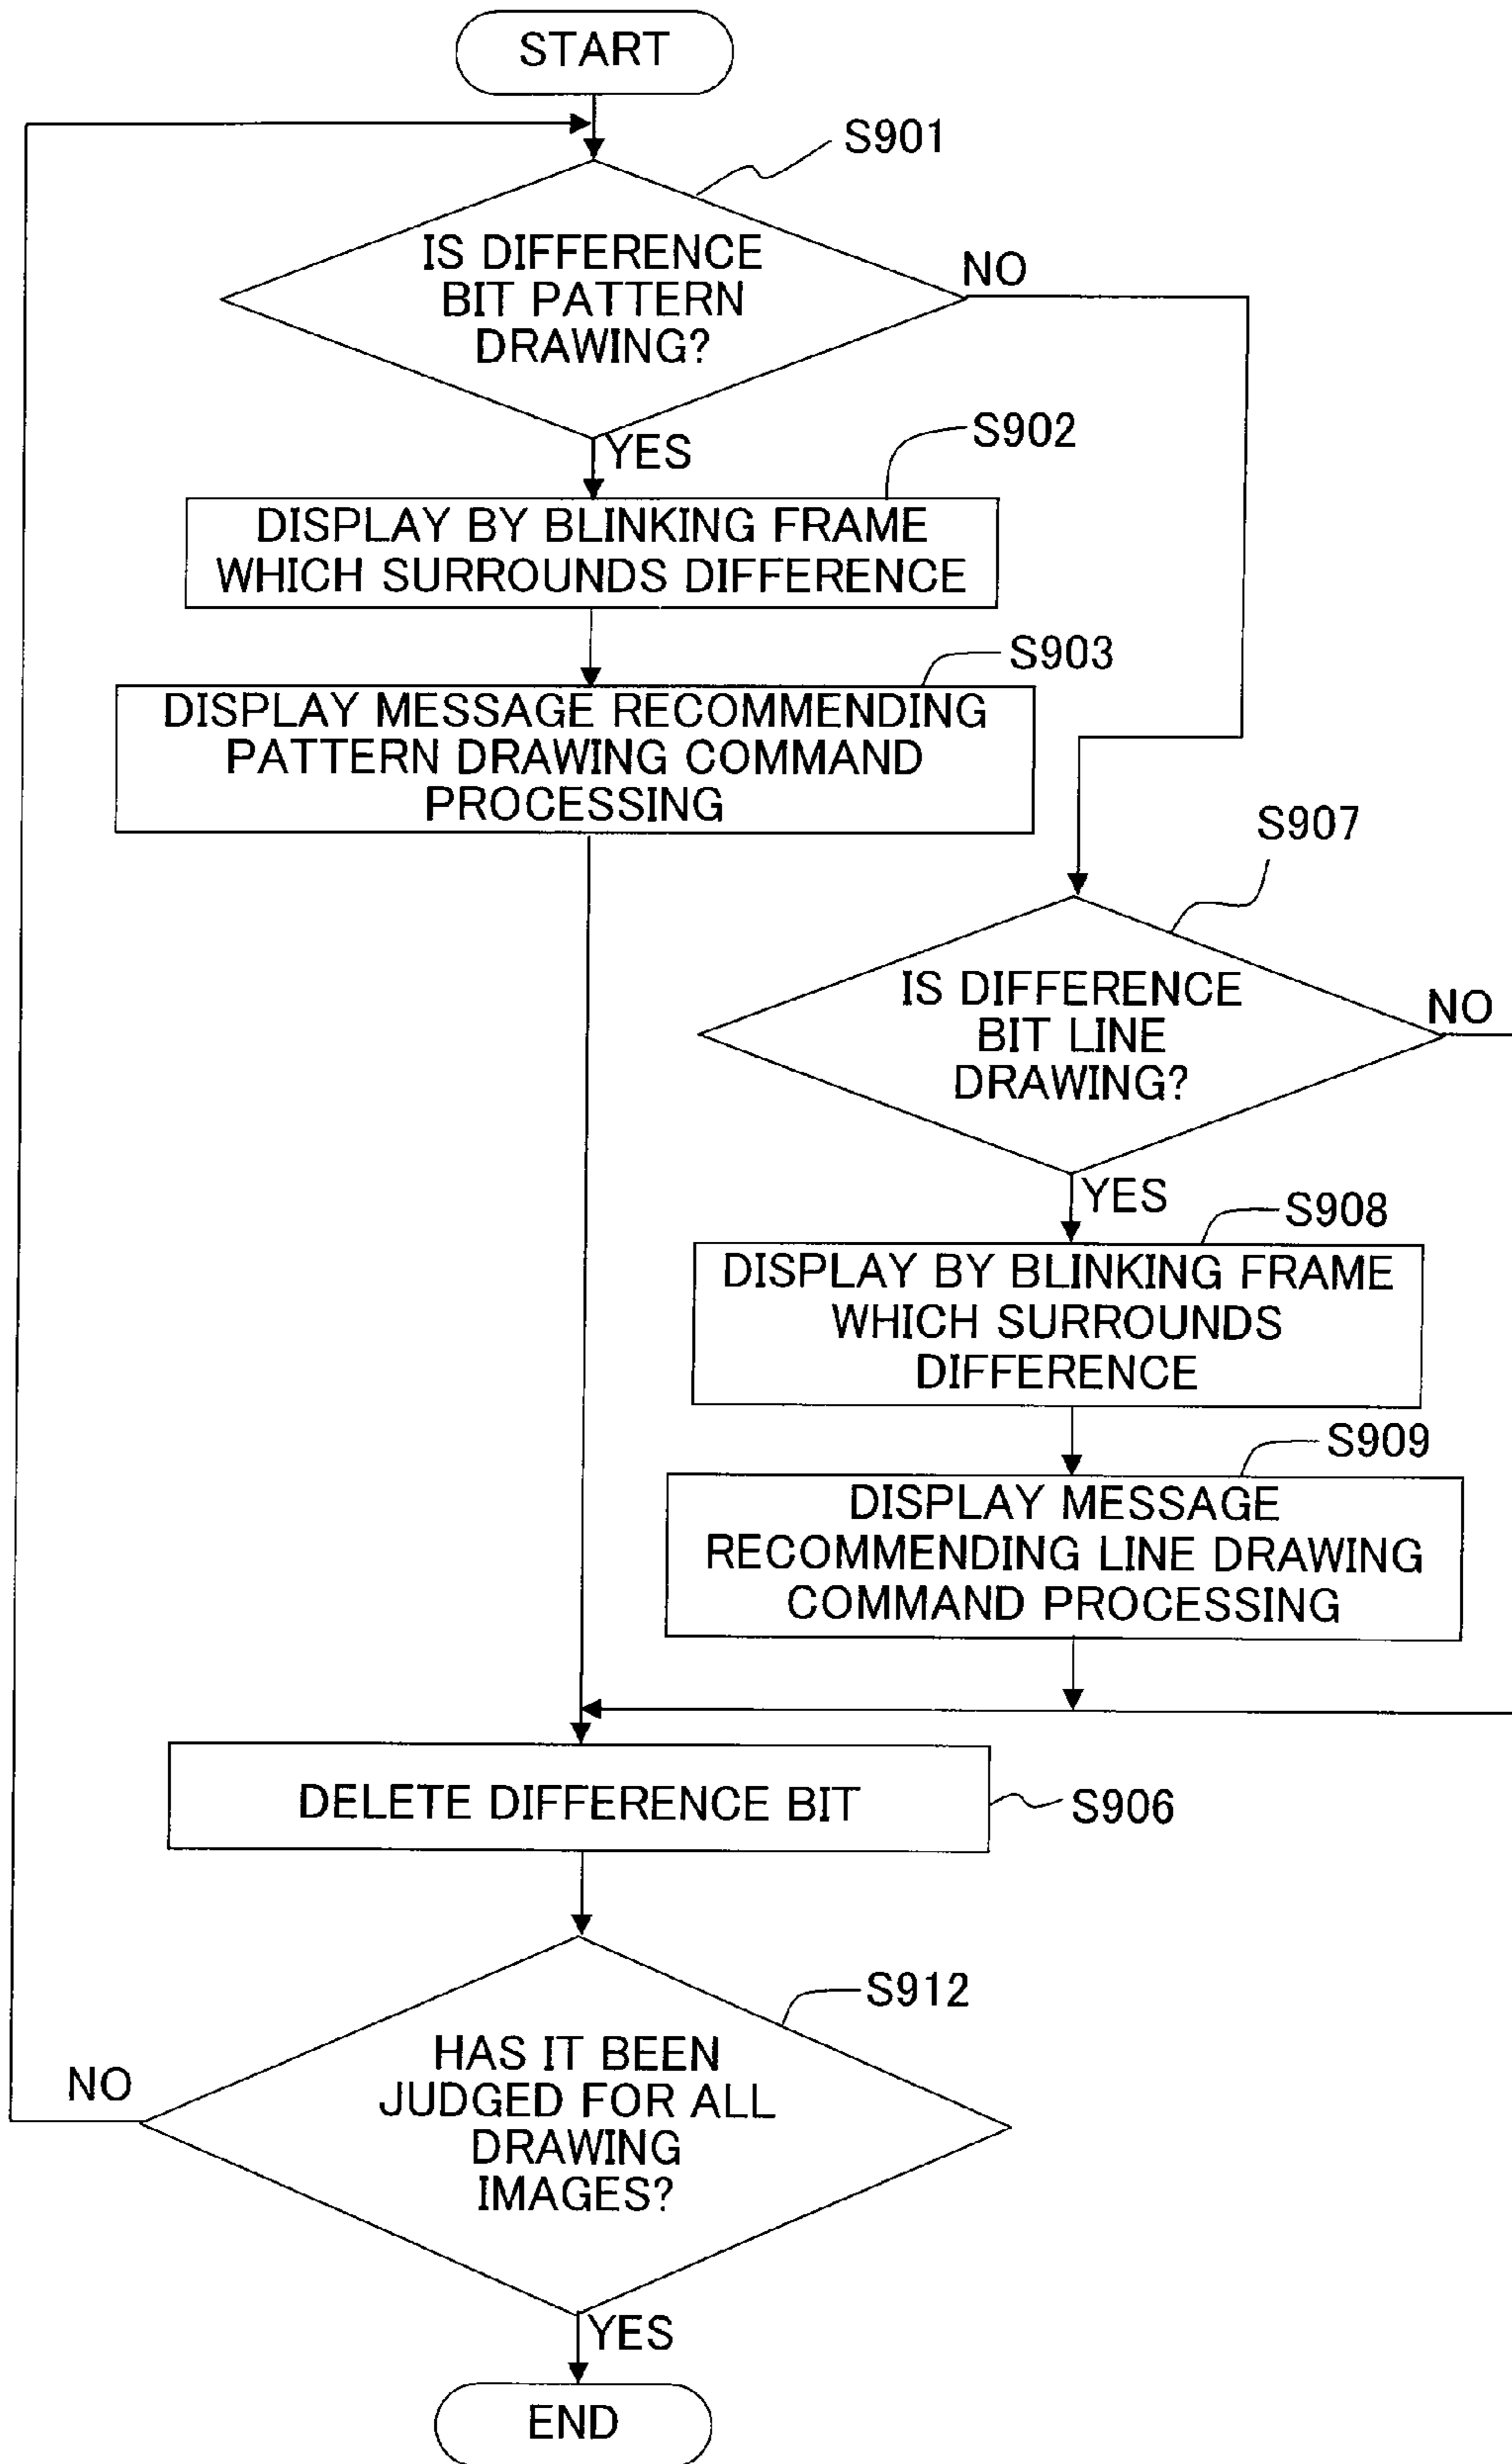 START
S901
IS DIFFERENCE
BIT PATTERN
DRAWING?
NO
YES
S902
DISPLAY BY BLINKING FRAME
WHICH SURROUNDS DIFFERENCE
S903
DISPLAY MESSAGE RECOMMENDING
PATTERN DRAWING COMMAND
PROCESSING
S907
IS DIFFERENCE
BIT LINE
DRAWING?
NO
YES
S908
DISPLAY BY BLINKING FRAME
WHICH SURROUNDS
DIFFERENCE
S909
DISPLAY MESSAGE
RECOMMENDING LINE DRAWING
COMMAND PROCESSING
DELETE DIFFERENCE BIT
S906
S912
HAS IT BEEN
JUDGED FOR ALL
DRAWING
IMAGES?
NO
YES
END